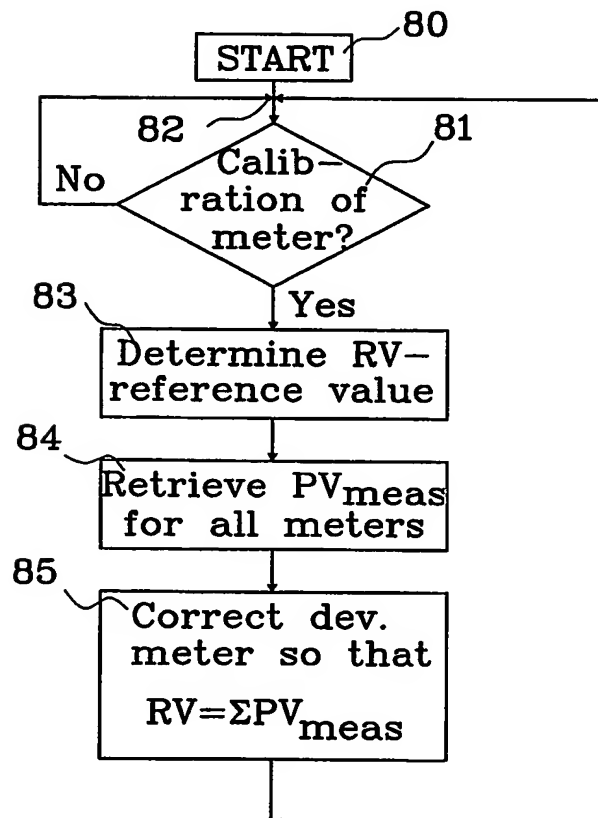 80
START
82
81
Calib-
ration of
meter?
No
Yes
83
Determine RV-
reference value
84
Retrieve PVmeas
for all meters
85
Correct dev.
meter so that
RV=ΣPVmeas